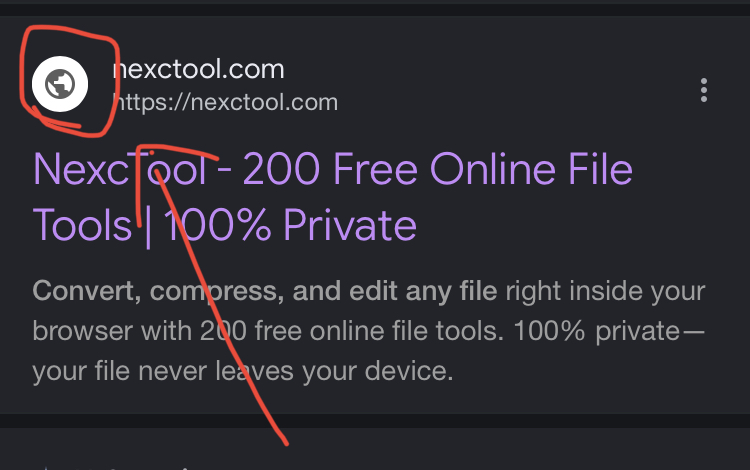 nexctool.com
https://nexctool.com
NexcTool - 200 Free Online File
Tools | 100% Private
Convert, compress, and edit any file right inside your
browser with 200 free online file tools. 100% private—
your file never leaves your device.